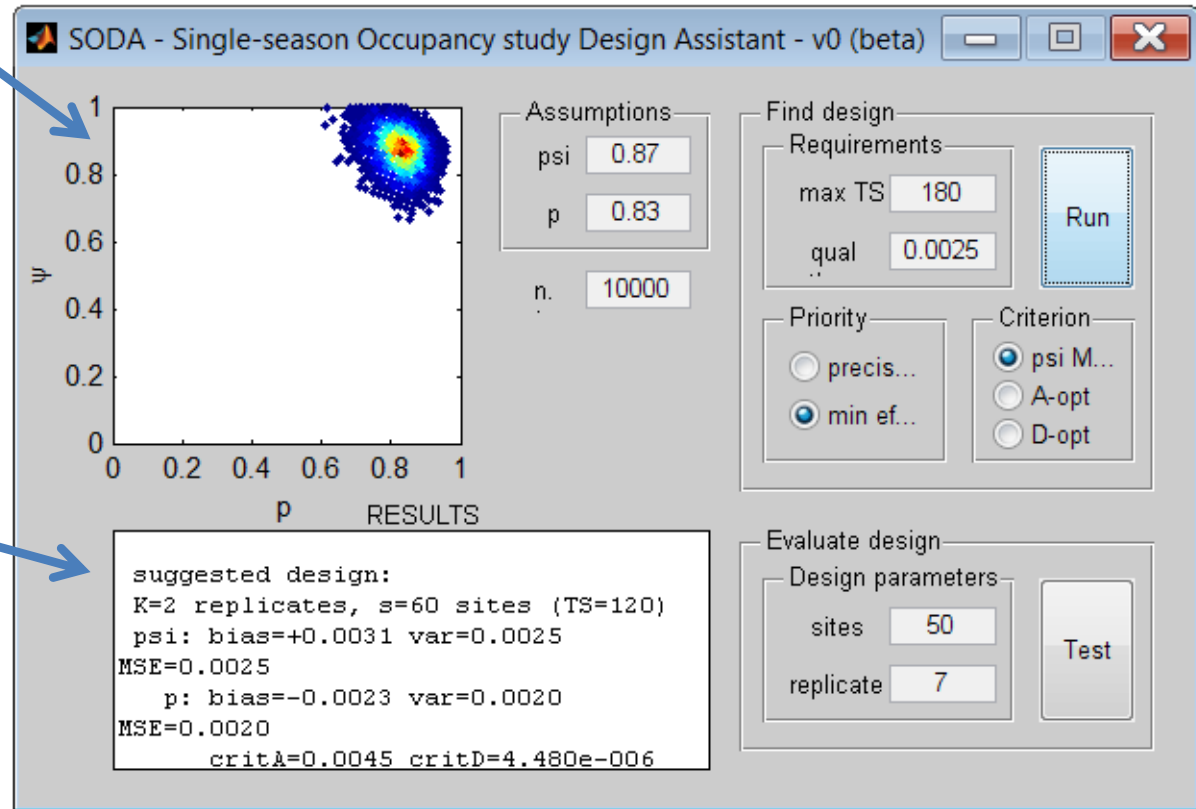 SODA - Single-season Occupancy study Design Assistant - v0 (beta)
1
0.8
0.6
0.4
0.2
0
ψ
0 0.2 0.4 0.6 0.8 1
p
Assumptions
psi 0.87
p 0.83
n. 10000
Find design
Requirements
max TS 180
qual 0.0025
Run
Priority
precis...
min ef...
Criterion
psi M...
A-opt
D-opt
RESULTS
suggested design:
K=2 replicates, s=60 sites (TS=120)
psi: bias=+0.0031 var=0.0025
MSE=0.0025
p: bias=-0.0023 var=0.0020
MSE=0.0020
critA=0.0045 critD=4.480e-006
Evaluate design
Design parameters
sites 50
replicate 7
Test